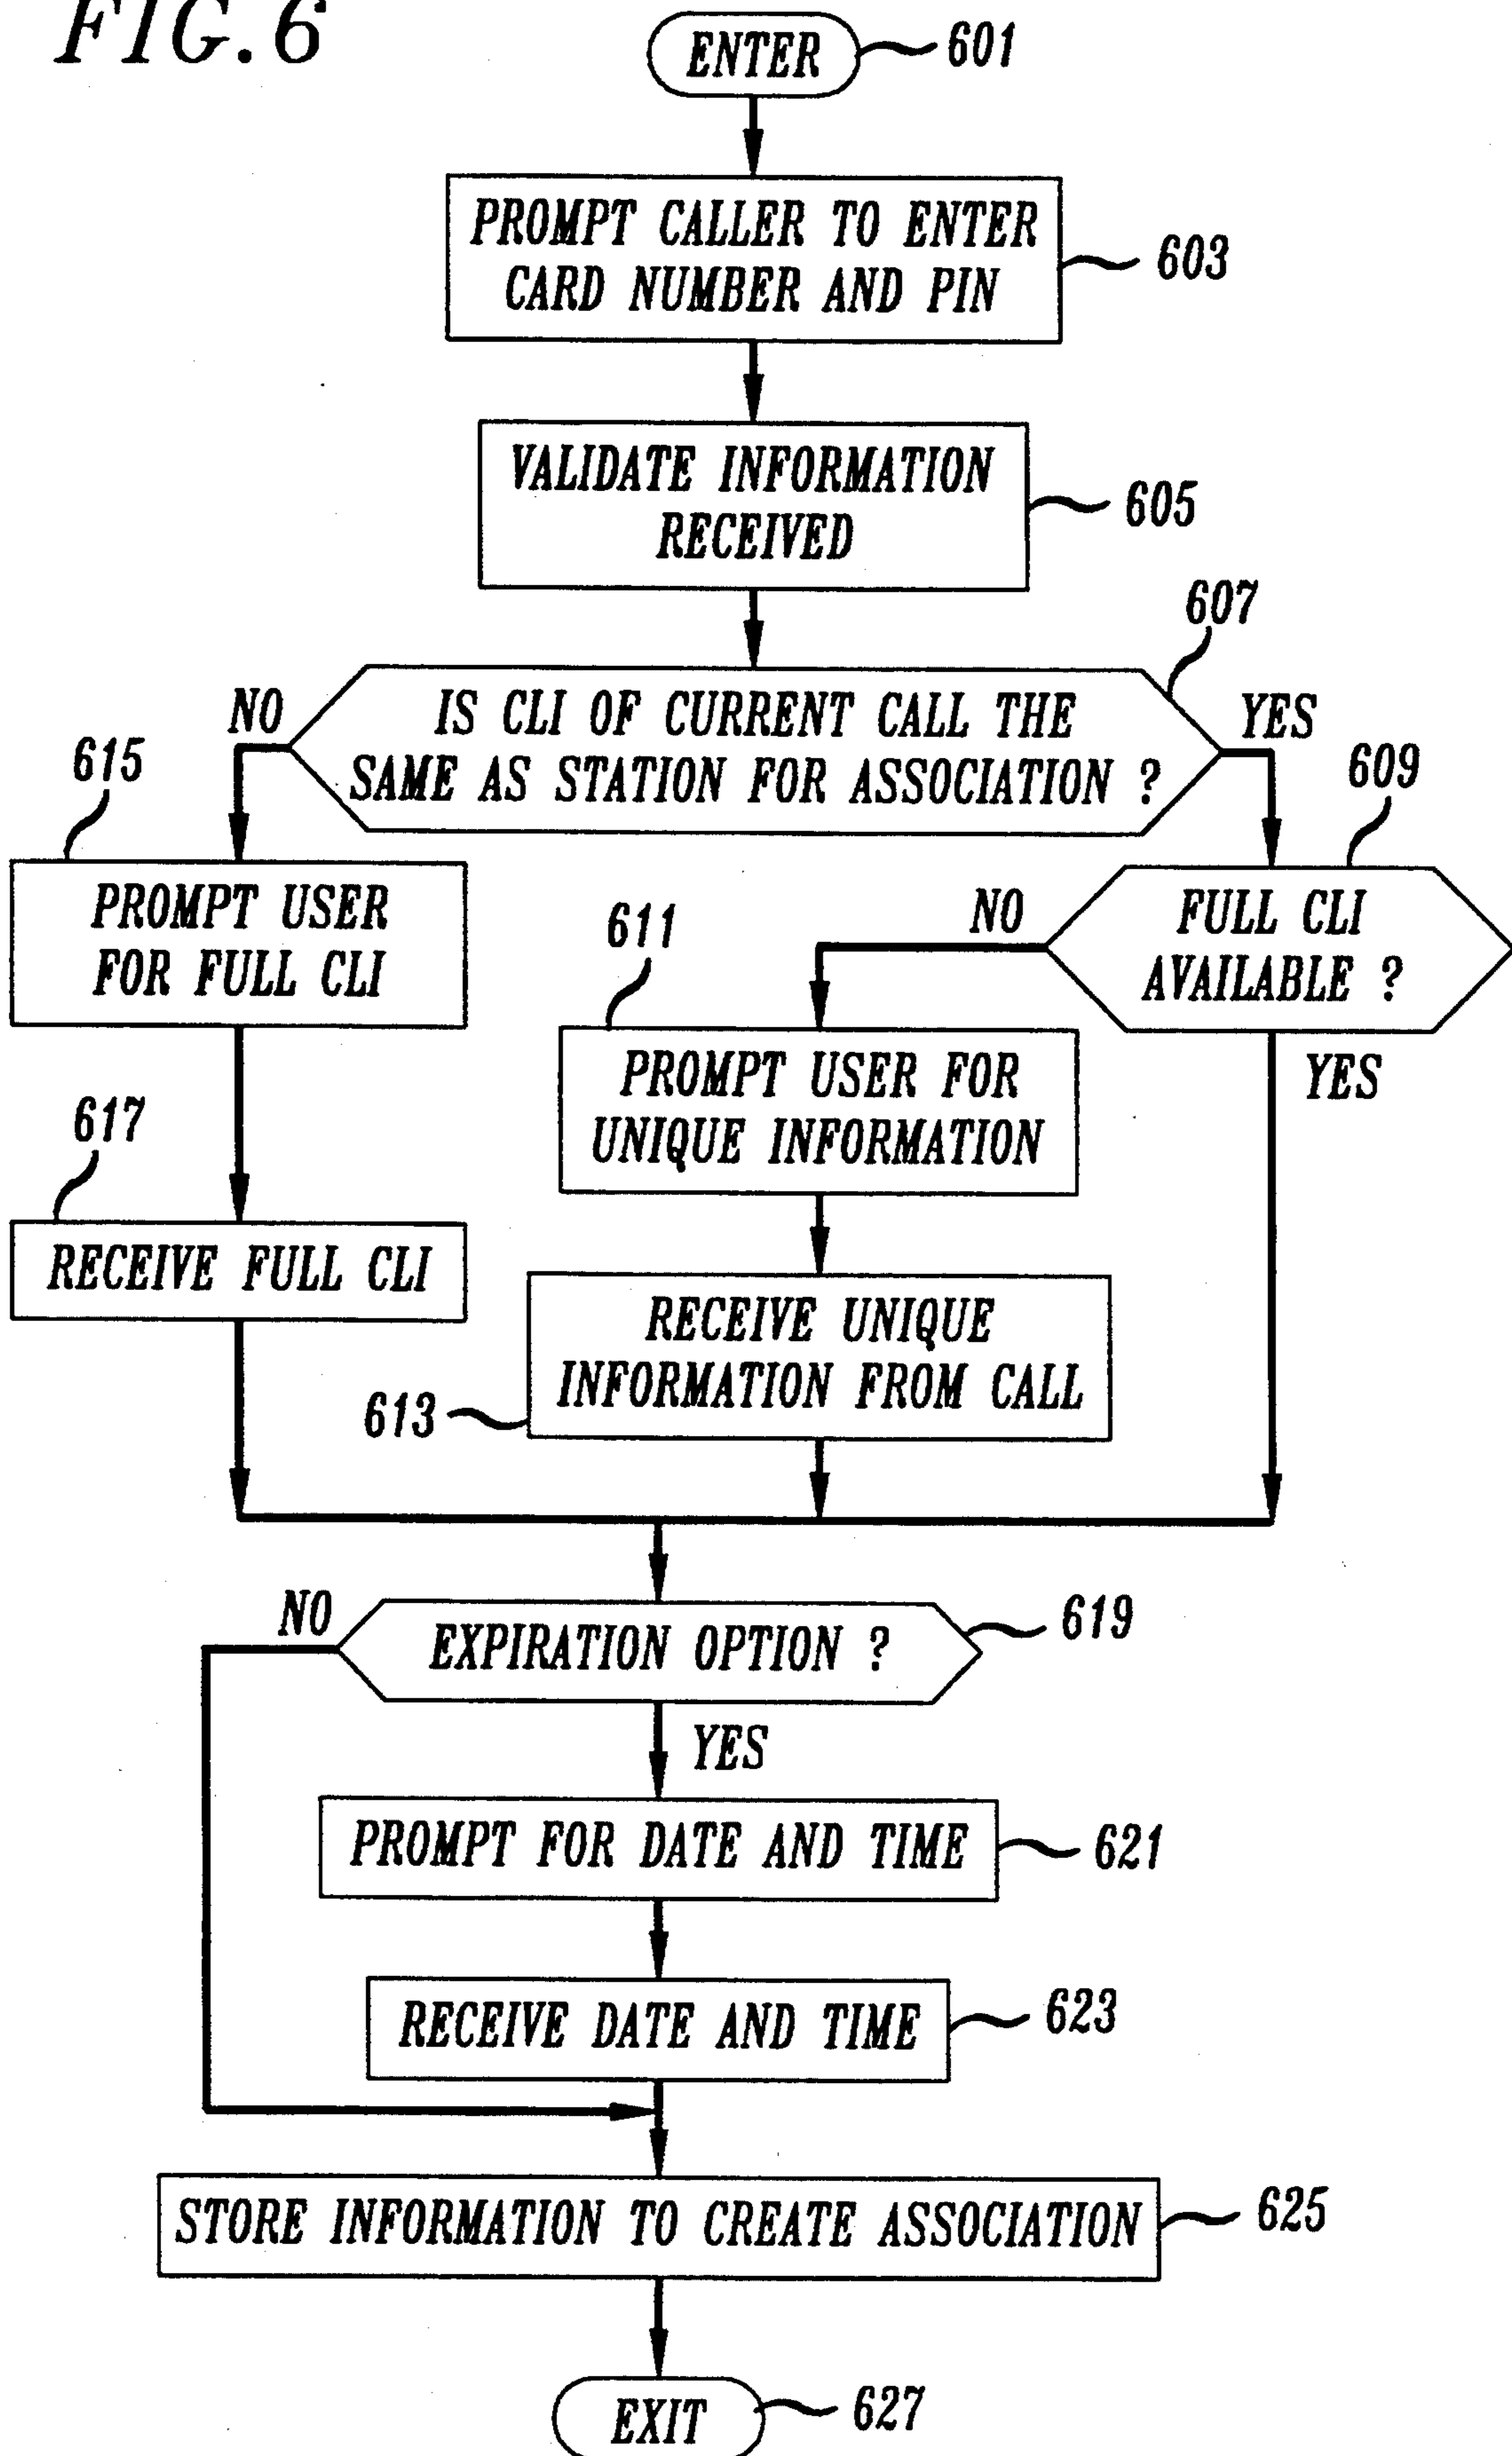 FIG. 6
ENTER
601
PROMPT CALLER TO ENTER
CARD NUMBER AND PIN
603
VALIDATE INFORMATION
RECEIVED
605
607
NO
IS CLI OF CURRENT CALL THE
SAME AS STATION FOR ASSOCIATION ?
YES
615
609
PROMPT USER
FOR FULL CLI
611
NO
FULL CLI
AVAILABLE ?
YES
PROMPT USER FOR
UNIQUE INFORMATION
617
RECEIVE FULL CLI
RECEIVE UNIQUE
INFORMATION FROM CALL
613
NO
EXPIRATION OPTION ?
619
YES
PROMPT FOR DATE AND TIME
621
RECEIVE DATE AND TIME
623
STORE INFORMATION TO CREATE ASSOCIATION
625
EXIT
627